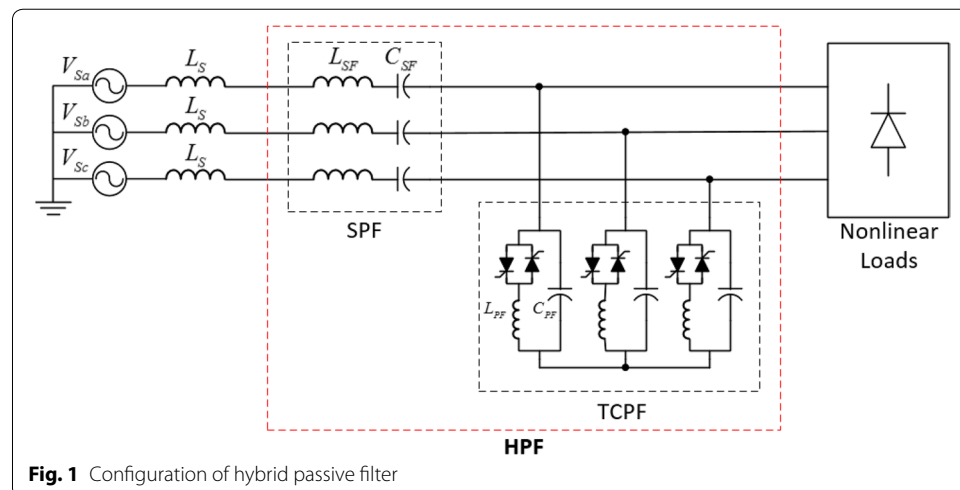 V_Sa
L_S
L_SF
C_SF
V_Sb
L_S
V_Sc
L_S
SPF
Nonlinear
Loads
L_PF
C_PF
TCPF
HPF
Fig. 1 Configuration of hybrid passive filter